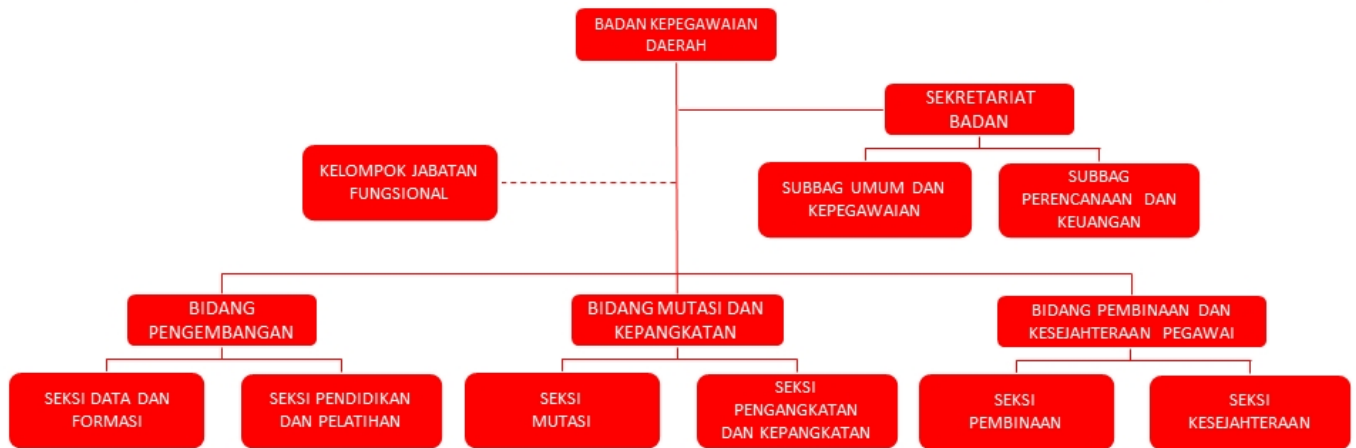 BADAN KEPEGAWAIAN
DAERAH
SEKRETARIAT
BADAN
KELOMPOK JABATAN
FUNGSIONAL
SUBBAG UMUM DAN
KEPEGAWAIAN
SUBBAG
PERENCANAAN DAN
KEUANGAN
BIDANG
PENGEMBANGAN
BIDANG MUTASI DAN
KEPANGKATAN
BIDANG PEMBINAAN DAN
KESEJAHTERAAN PEGAWAI
SEKSI DATA DAN
FORMASI
SEKSI PENDIDIKAN
DAN PELATIHAN
SEKSI
MUTASI
SEKSI
PENGANGKATAN
DAN KEPANGKATAN
SEKSI
PEMBINAAN
SEKSI
KESEJAHTERAAN